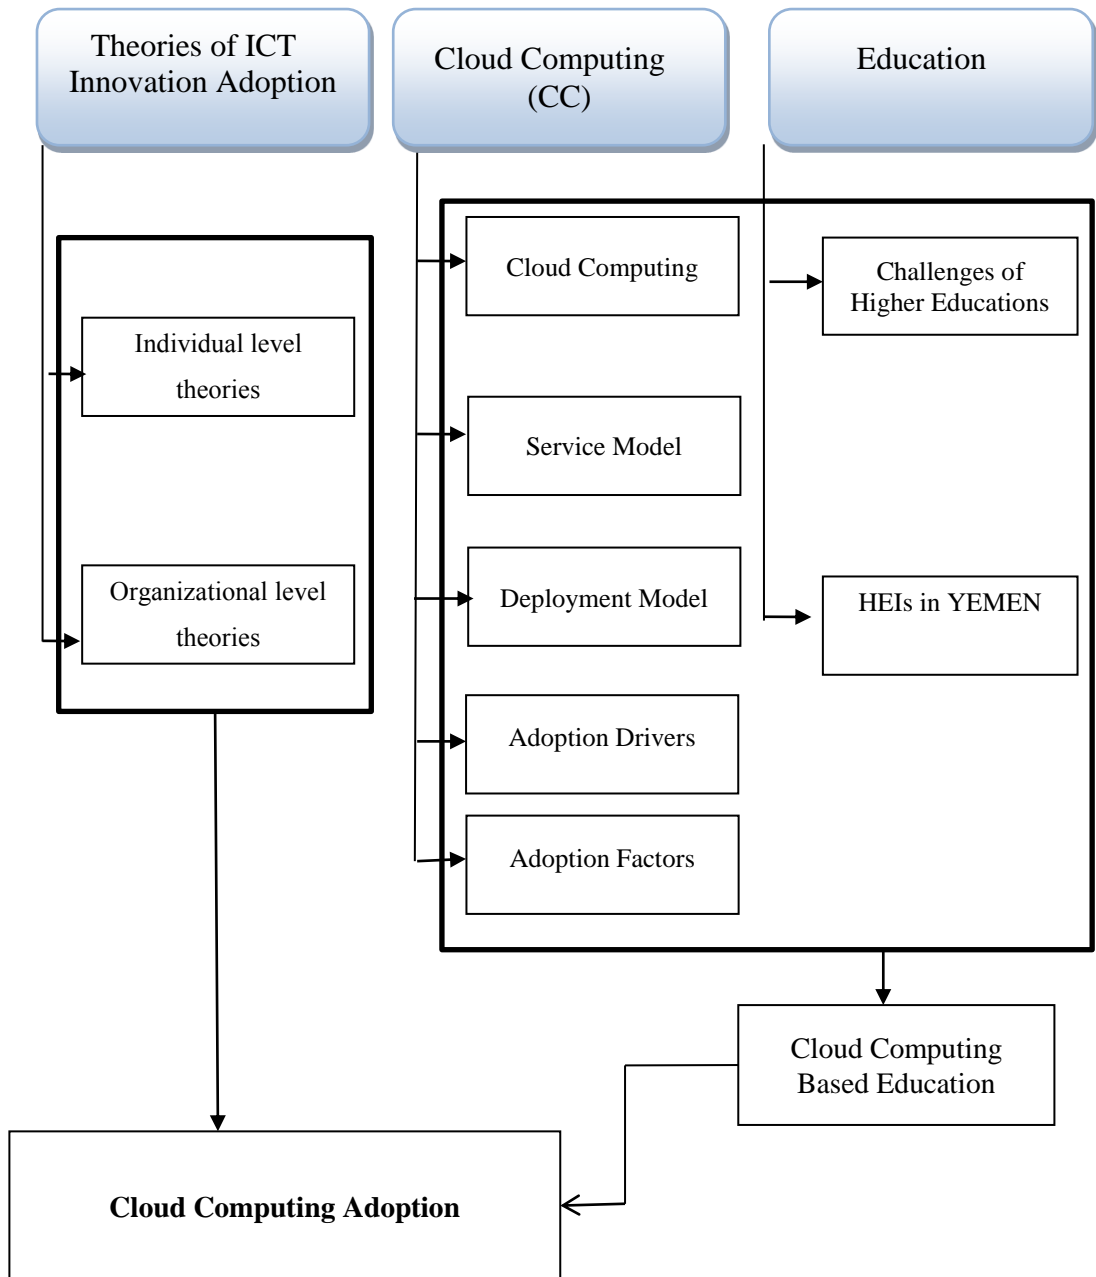 Theories of ICT
Innovation Adoption
Cloud Computing
(CC)
Education
Individual level
theories
Organizational level
theories
Cloud Computing
Service Model
Deployment Model
Adoption Drivers
Adoption Factors
Challenges of
Higher Educations
HEIs in YEMEN
Cloud Computing
Based Education
Cloud Computing Adoption